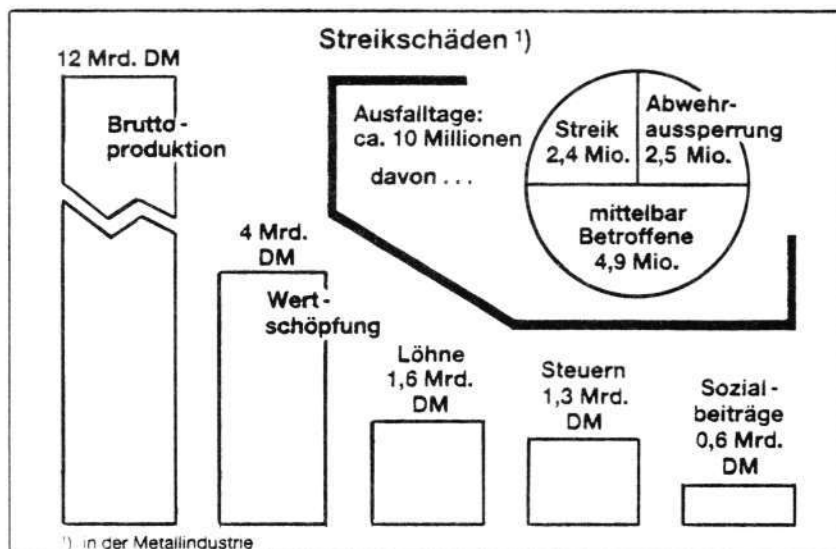 Streikschäden ¹)
12 Mrd. DM
Brutto-
produktion
Ausfalltage:
ca. 10 Millionen
davon ...
Streik
2,4 Mio.
Abwehr-
aussperrung
2,5 Mio.
mittelbar
Betroffene
4,9 Mio.
4 Mrd.
DM
Wert-
schöpfung
Löhne
1,6 Mrd.
DM
Steuern
1,3 Mrd.
DM
Sozial-
beiträge
0,6 Mrd.
DM
¹) in der Metallindustrie